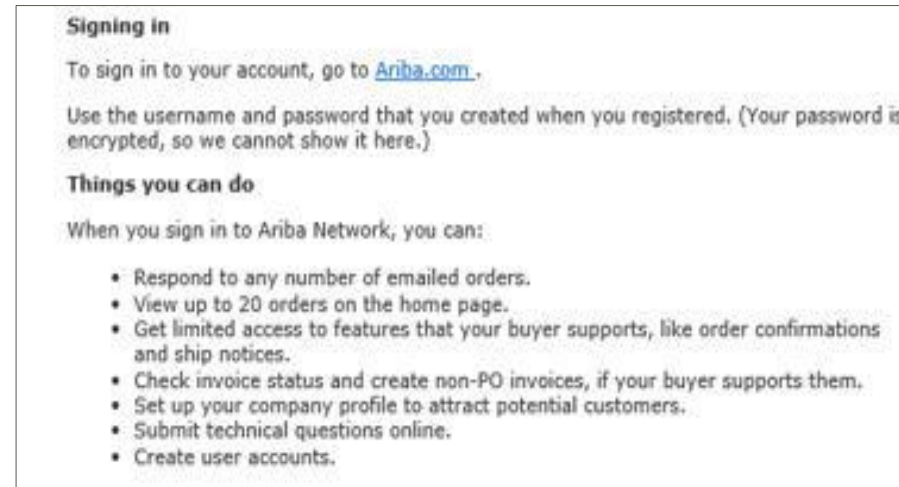 Signing in
To sign in to your account, go to Ariba.com .
Use the username and password that you created when you registered. (Your password is
encrypted, so we cannot show it here.)
Things you can do
When you sign in to Ariba Network, you can:
• Respond to any number of emailed orders.
• View up to 20 orders on the home page.
• Get limited access to features that your buyer supports, like order confirmations
and ship notices.
• Check invoice status and create non-PO invoices, if your buyer supports them.
• Set up your company profile to attract potential customers.
• Submit technical questions online.
• Create user accounts.